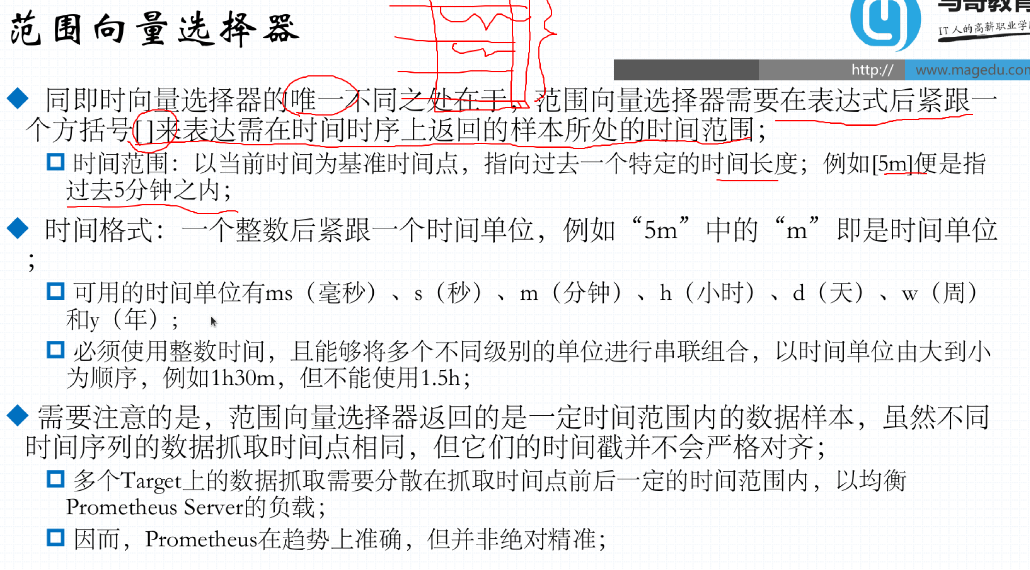 范围向量选择器
马哥教育
IT人的高薪职业学
http://
www.magedu.com
同即时向量选择器的唯一不同之处在于，范围向量选择器需要在表达式后紧跟一
个方括号[]来表达需在时间时序上返回的样本所处的时间范围；
时间范围：以当前时间为基准时间点，指向过去一个特定的时间长度；例如[5m]便是指
过去5分钟之内；
时间格式：一个整数后紧跟一个时间单位，例如“5m”中的“m”即是时间单位
；
可用的时间单位有ms（毫秒）、s（秒）、m（分钟）、h（小时）、d（天）、w（周）
和y（年）；
必须使用整数时间，且能够将多个不同级别的单位进行串联组合，以时间单位由大到小
为顺序，例如1h30m，但不能使用1.5h；
需要注意的是，范围向量选择器返回的是一定时间范围内的数据样本，虽然不同
时间序列的数据抓取时间点相同，但它们的时间戳并不会严格对齐；
多个Target上的数据抓取需要分散在抓取时间点前后一定的时间范围内，以均衡
Prometheus Server的负载；
因而，Prometheus在趋势上准确，但并非绝对精准；